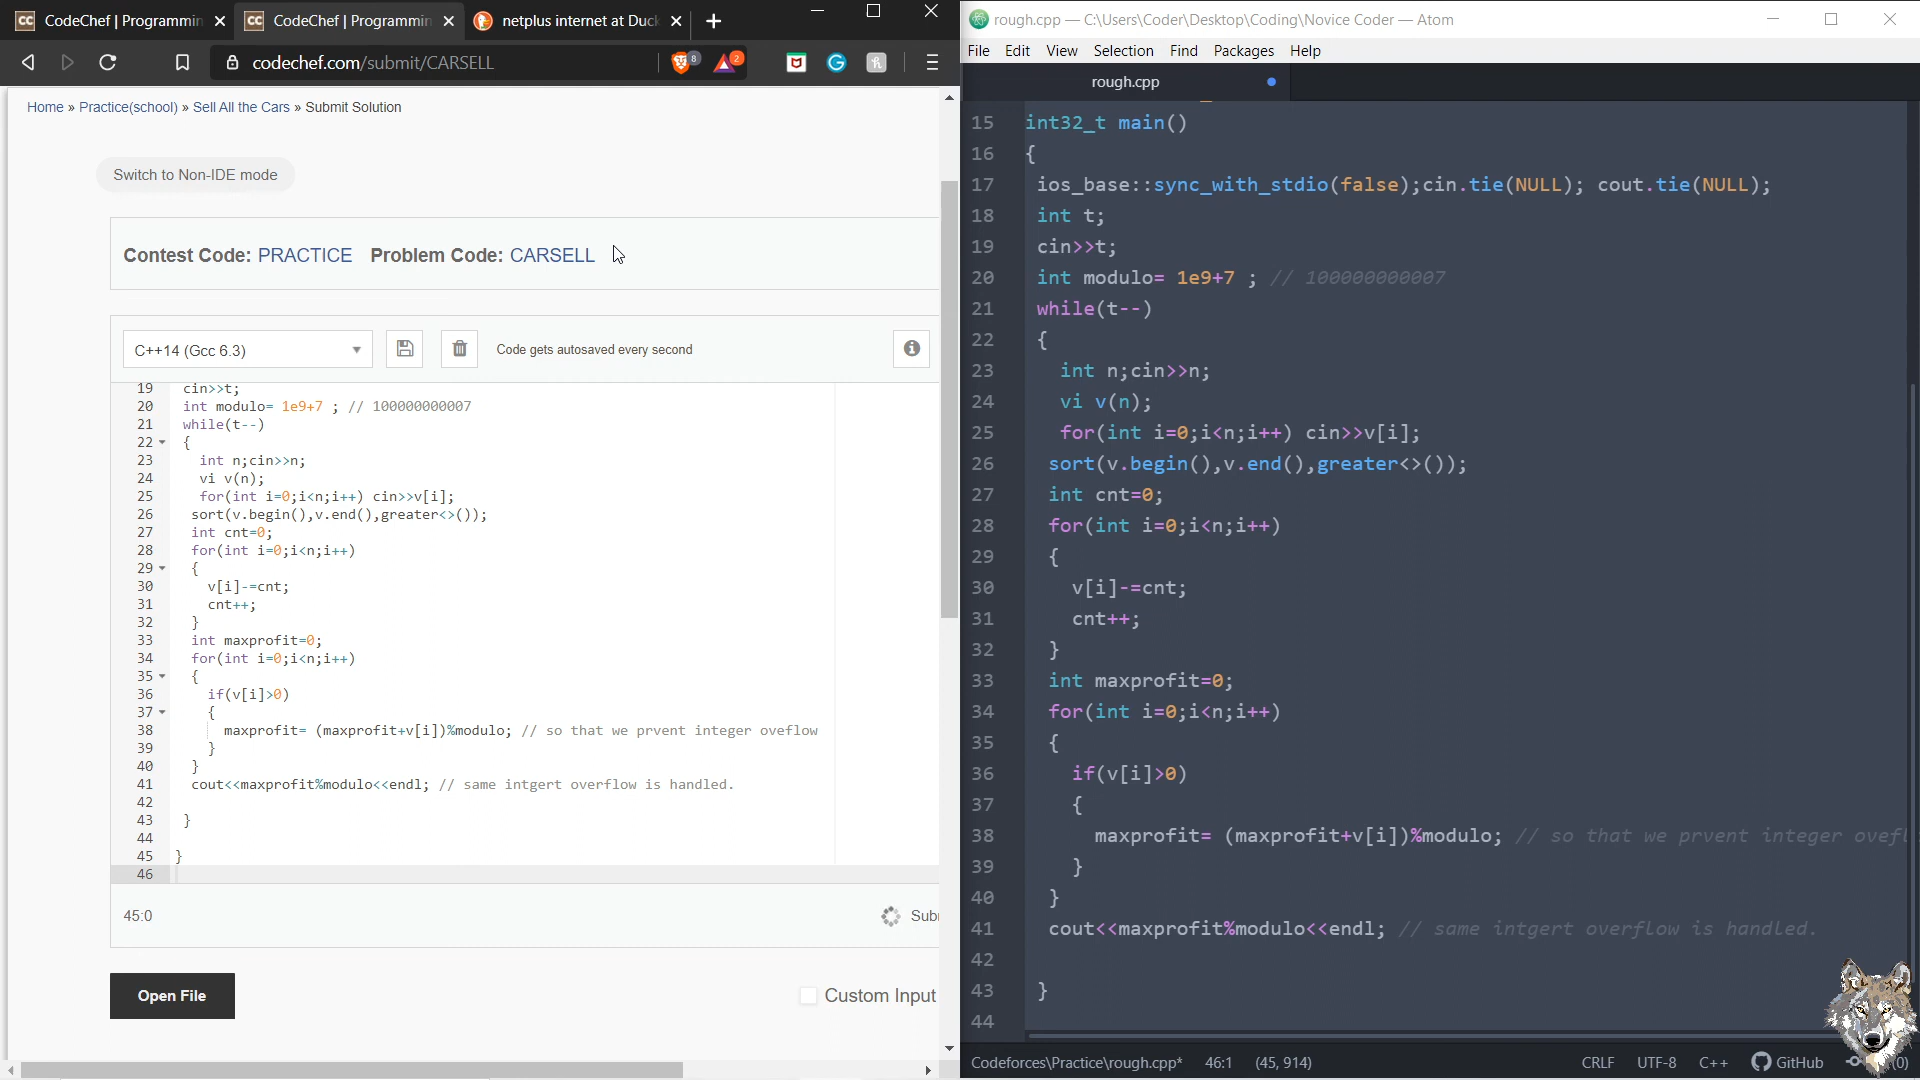 CodeChef | Programmin
CodeChef | Programmin
netplus internet at Duck
codechef.com/submit/CARSELL
8
2
Home » Practice(school) » Sell All the Cars » Submit Solution
Switch to Non-IDE mode
Contest Code: PRACTICE Problem Code: CARSELL
C++14 (Gcc 6.3)
Code gets autosaved every second
19 cin>>t;
20 int modulo= 1e9+7 ; // 100000000007
21 while(t--)
22 {
23 int n;cin>>n;
24 vi v(n);
25 for(int i=0;i<n;i++) cin>>v[i];
26 sort(v.begin(),v.end(),greater<>());
27 int cnt=0;
28 for(int i=0;i<n;i++)
29 {
30 v[i]-=cnt;
31 cnt++;
32 }
33 int maxprofit=0;
34 for(int i=0;i<n;i++)
35 {
36 if(v[i]>0)
37 {
38 maxprofit= (maxprofit+v[i])%modulo; // so that we prvent integer oveflow
39 }
40 }
41 cout<<maxprofit%modulo<<endl; // same intgert overflow is handled.
42
43 }
44
45 }
46
45:0
Subm
Open File
Custom Input
rough.cpp — C:\Users\Coder\Desktop\Coding\Novice Coder — Atom
File Edit View Selection Find Packages Help
rough.cpp
15 int32_t main()
16 {
17 ios_base::sync_with_stdio(false);cin.tie(NULL); cout.tie(NULL);
18 int t;
19 cin>>t;
20 int modulo= 1e9+7 ; // 100000000007
21 while(t--)
22 {
23 int n;cin>>n;
24 vi v(n);
25 for(int i=0;i<n;i++) cin>>v[i];
26 sort(v.begin(),v.end(),greater<>());
27 int cnt=0;
28 for(int i=0;i<n;i++)
29 {
30 v[i]-=cnt;
31 cnt++;
32 }
33 int maxprofit=0;
34 for(int i=0;i<n;i++)
35 {
36 if(v[i]>0)
37 {
38 maxprofit= (maxprofit+v[i])%modulo; // so that we prvent integer ovefl
39 }
40 }
41 cout<<maxprofit%modulo<<endl; // same intgert overflow is handled.
42
43 }
44
Codeforces\Practice\rough.cpp* 46:1 (45, 914)
CRLF UTF-8 C++ GitHub (0)